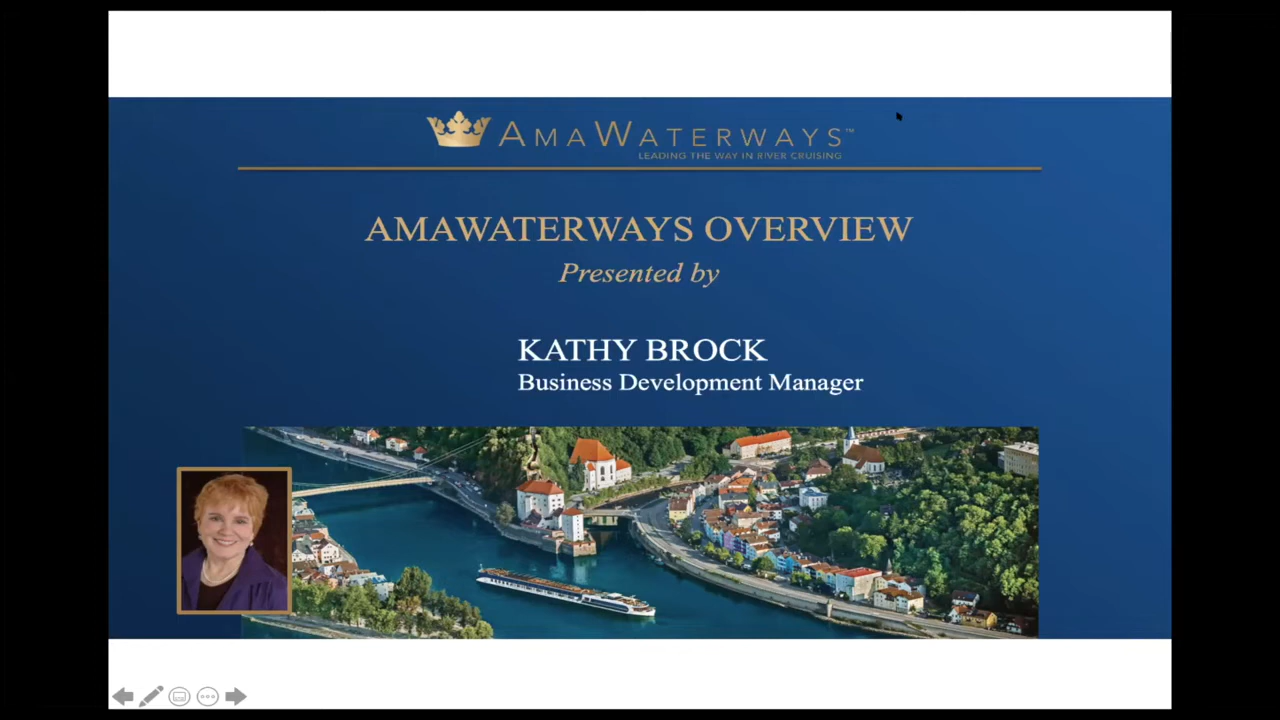 AMAWATERWAYS™
LEADING THE WAY IN RIVER CRUISING
AMAWATERWAYS OVERVIEW
Presented by
KATHY BROCK
Business Development Manager